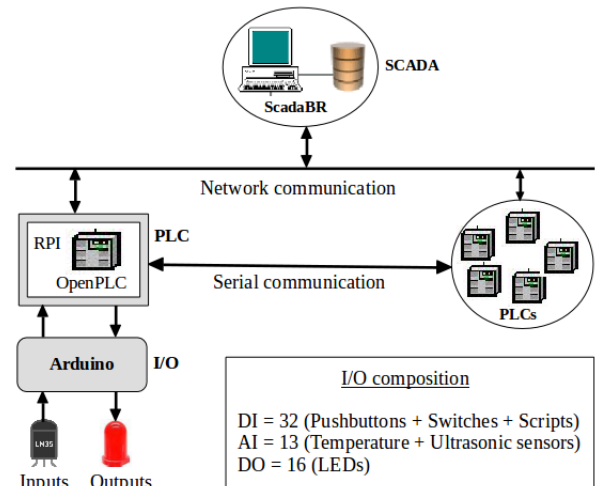 SCADA
ScadaBR
Network communication
RPI
PLC
OpenPLC
Serial communication
PLCs
Arduino
I/O
LM35
Inputs
Outputs
I/O composition
DI = 32 (Pushbuttons + Switches + Scripts)
AI = 13 (Temperature + Ultrasonic sensors)
DO = 16 (LEDs)